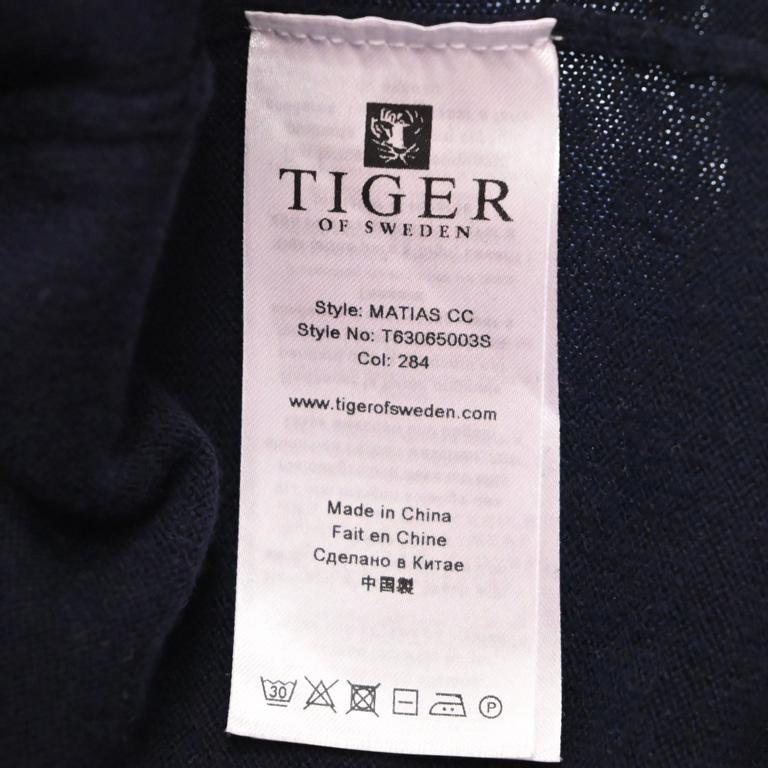 TIGER
OF SWEDEN
Style: MATIAS CC
Style No: T63065003S
Col: 284
www.tigerofsweden.com
Made in China
Fait en Chine
Сделано в Китае
中国製
30 P